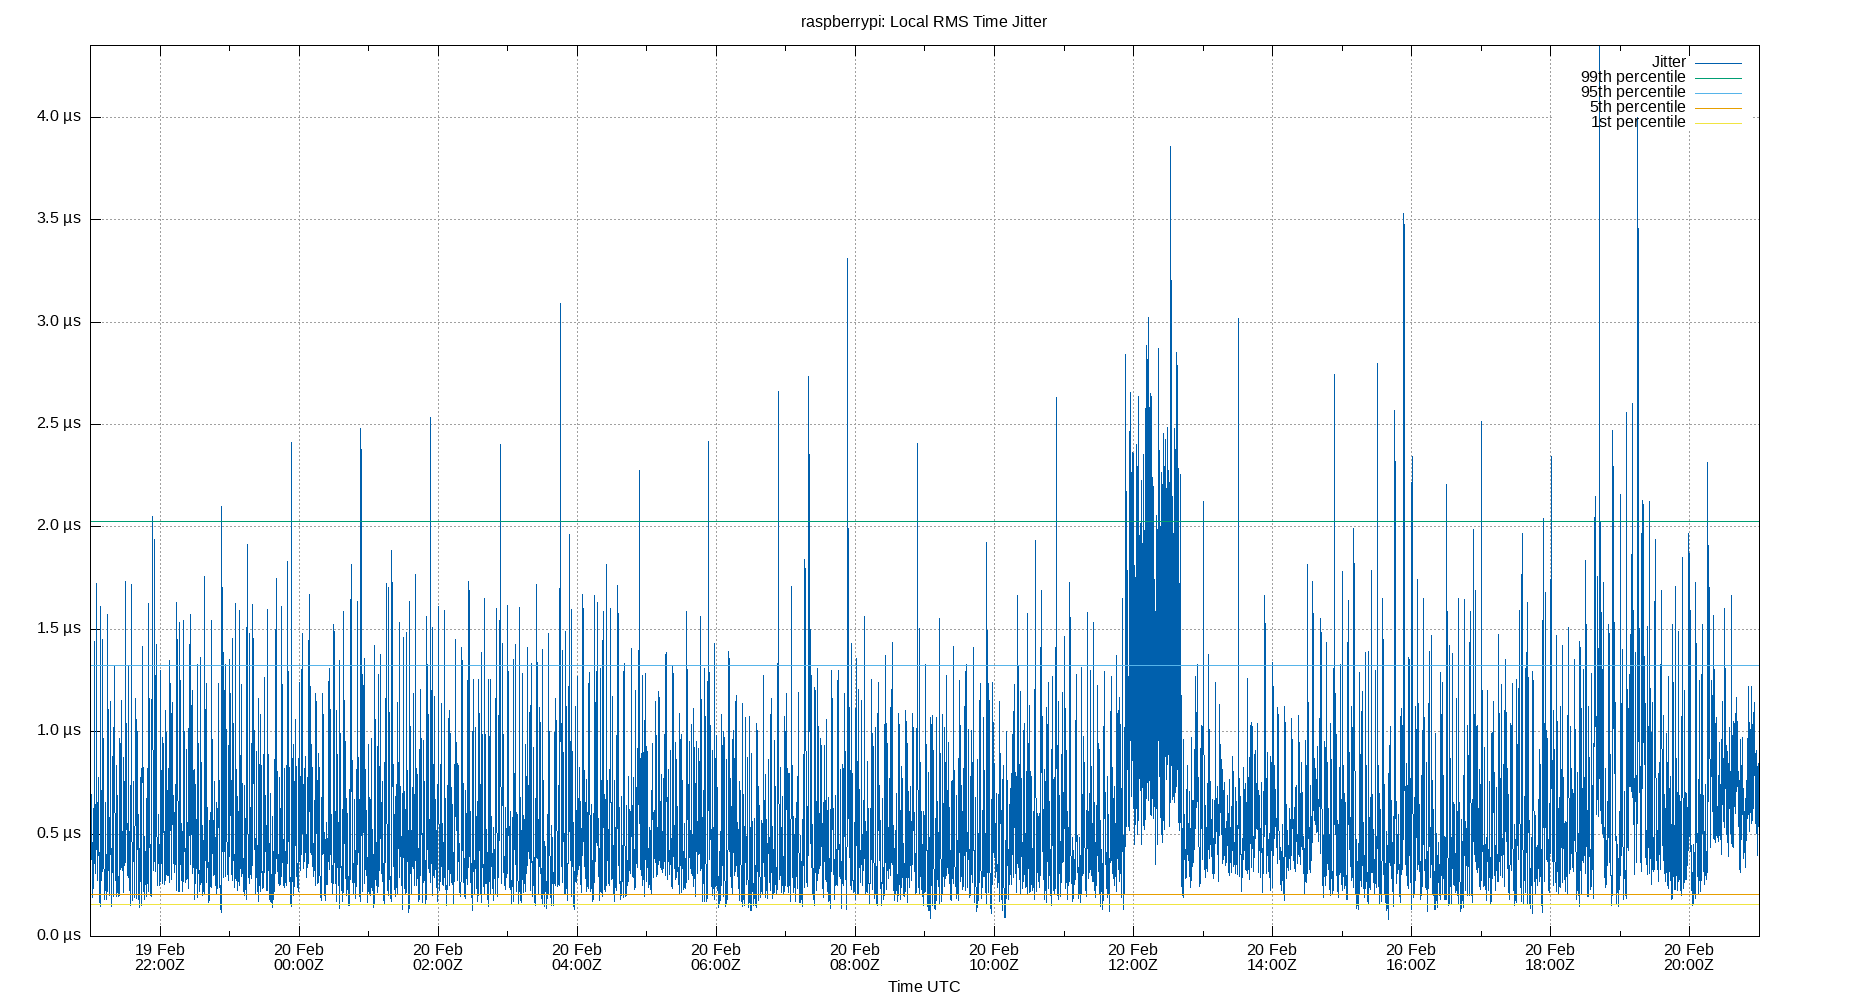 raspberrypi: Local RMS Time Jitter
Jitter
99th percentile
95th percentile
5th percentile
1st percentile
4.0 µs
3.5 µs
3.0 µs
2.5 µs
2.0 µs
1.5 µs
1.0 µs
0.5 µs
0.0 µs
19 Feb 20 Feb 20 Feb 20 Feb 20 Feb 20 Feb 20 Feb 20 Feb 20 Feb 20 Feb 20 Feb 20 Feb
22:00Z 00:00Z 02:00Z 04:00Z 06:00Z 08:00Z 10:00Z 12:00Z 14:00Z 16:00Z 18:00Z 20:00Z
Time UTC